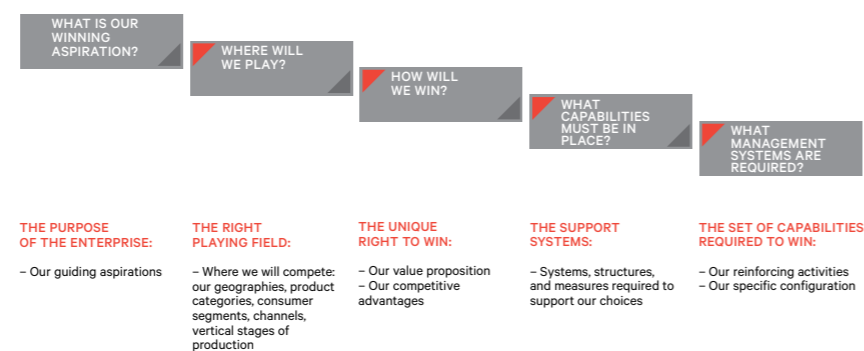 WHAT IS OUR
WINNING
ASPIRATION?
WHERE WILL
WE PLAY?
HOW WILL
WE WIN?
WHAT
CAPABILITIES
MUST BE IN
PLACE?
WHAT
MANAGEMENT
SYSTEMS ARE
REQUIRED?
THE PURPOSE
OF THE ENTERPRISE:
– Our guiding aspirations
THE RIGHT
PLAYING FIELD:
– Where we will compete:
our geographies, product
categories, consumer
segments, channels,
vertical stages of
production
THE UNIQUE
RIGHT TO WIN:
– Our value proposition
– Our competitive
advantages
THE SUPPORT
SYSTEMS:
– Systems, structures,
and measures required to
support our choices
THE SET OF CAPABILITIES
REQUIRED TO WIN:
– Our reinforcing activities
– Our specific configuration